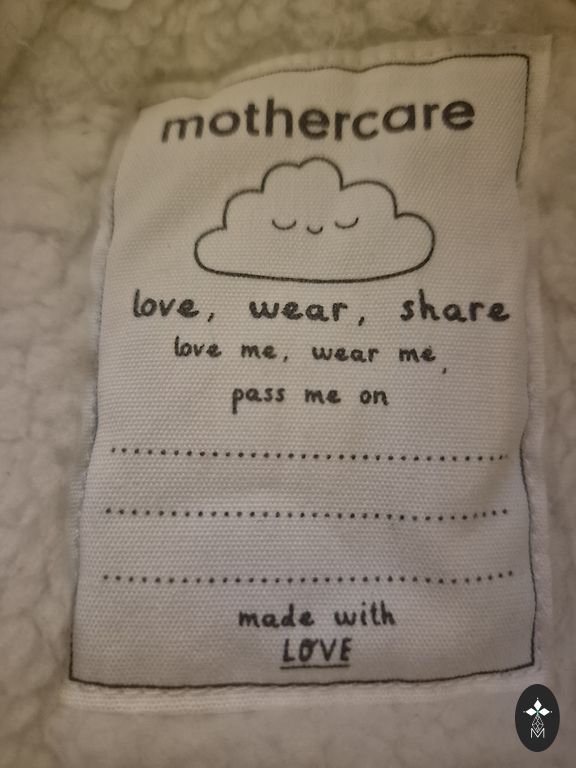 mothercare
love, wear, share
love me, wear me,
pass me on
made with
LOVE
M